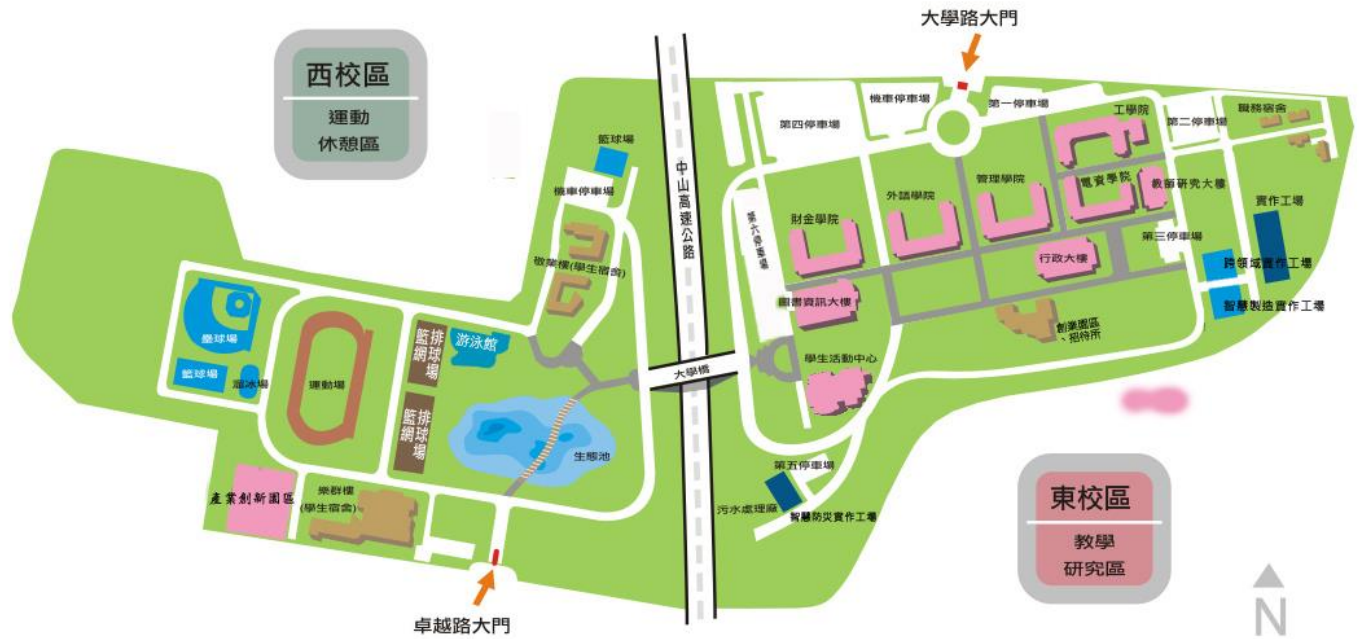 大學路大門
西校區
運動
休憩區
籃球場
機車停車場
敬業樓(學生宿舍)
中山高速公路
第四停車場
機車停車場
第一停車場
工學院
第二停車場
職務宿舍
財金學院
外語學院
管理學院
電資學院
教師研究大樓
實作工場
第六停車場
圖書資訊大樓
行政大樓
第三停車場
跨領域實作工場
智慧製造實作工場
創業園區
、招待所
學生活動中心
大學橋
壘球場
籃球場
溜冰場
運動場
排球場
籃網
游泳館
排球場
籃網
生態池
產業創新園區
樂群樓
(學生宿舍)
第五停車場
污水處理廠
智慧防災實作工場
東校區
教學
研究區
卓越路大門
N